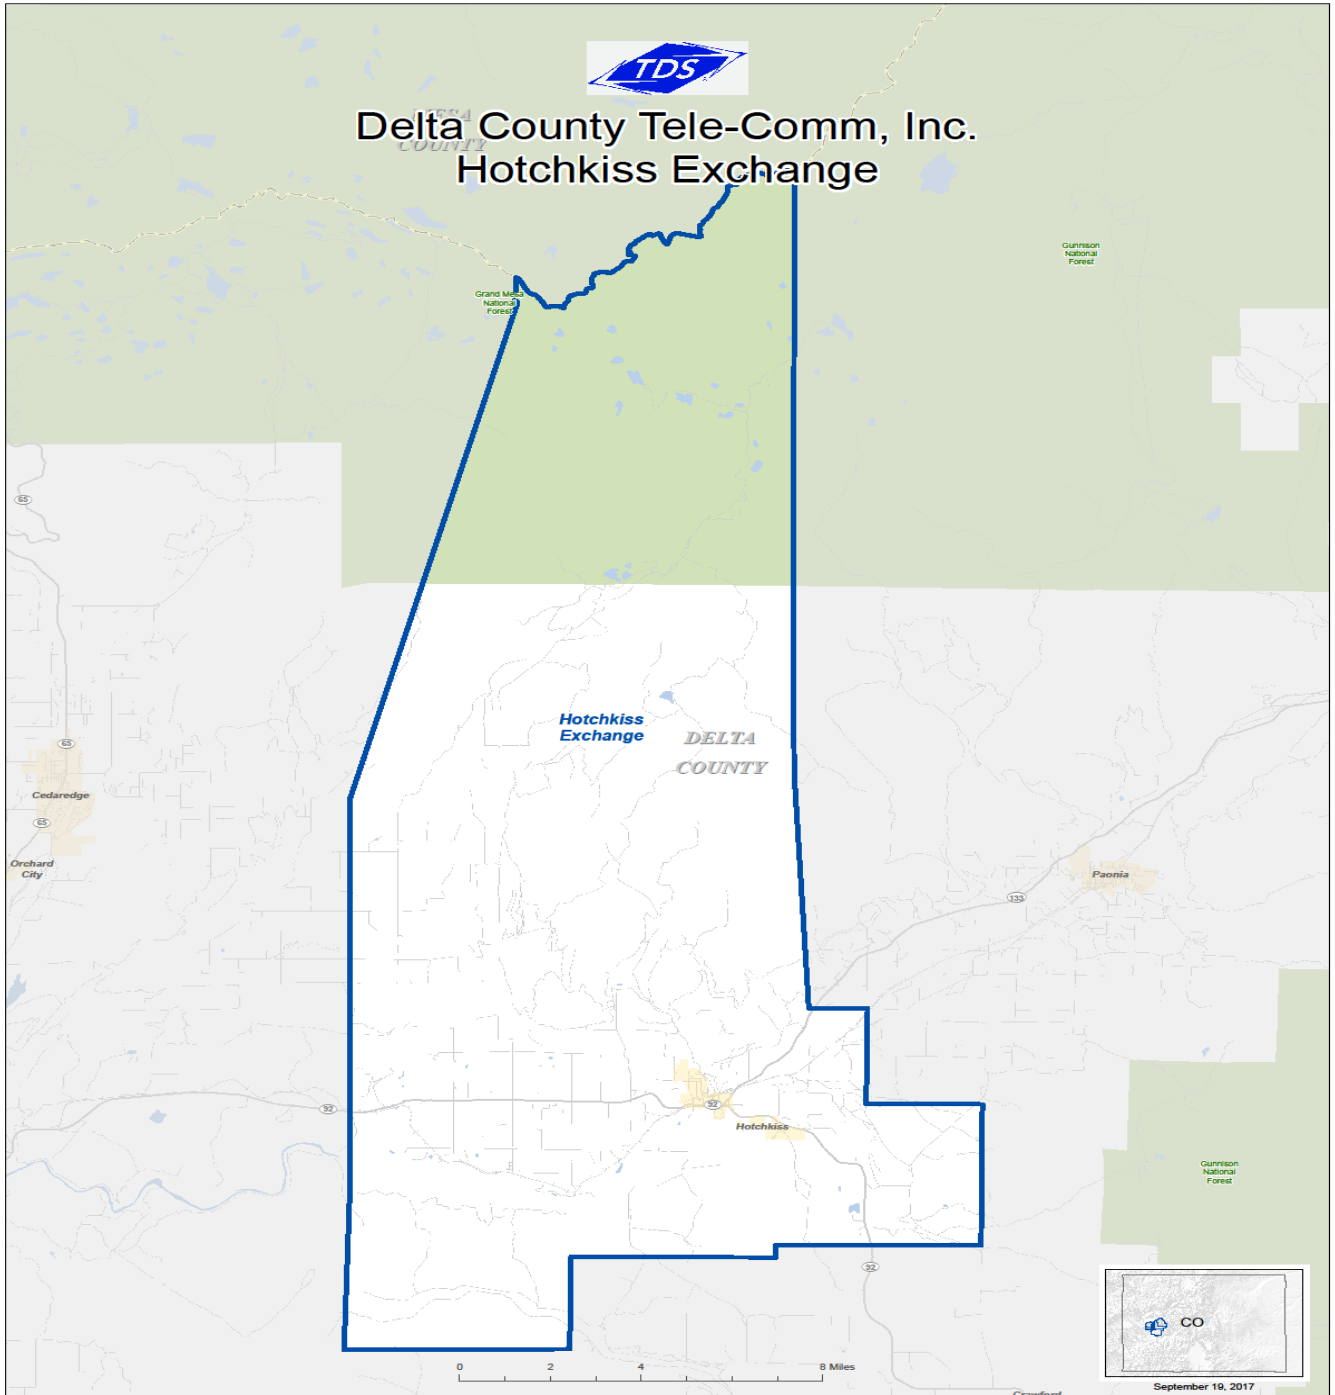 TDS
MESA
COUNTY
Delta County Tele-Comm, Inc.
Hotchkiss Exchange
Gunnison
National
Forest
Grand Mesa
National
Forest
65
Hotchkiss
Exchange
DELTA
COUNTY
65
Cedaredge
65
Orchard
City
Paonia
133
92
92
Hotchkiss
Gunnison
National
Forest
92
CO
0 2 4 8 Miles
September 19, 2017
Crawford